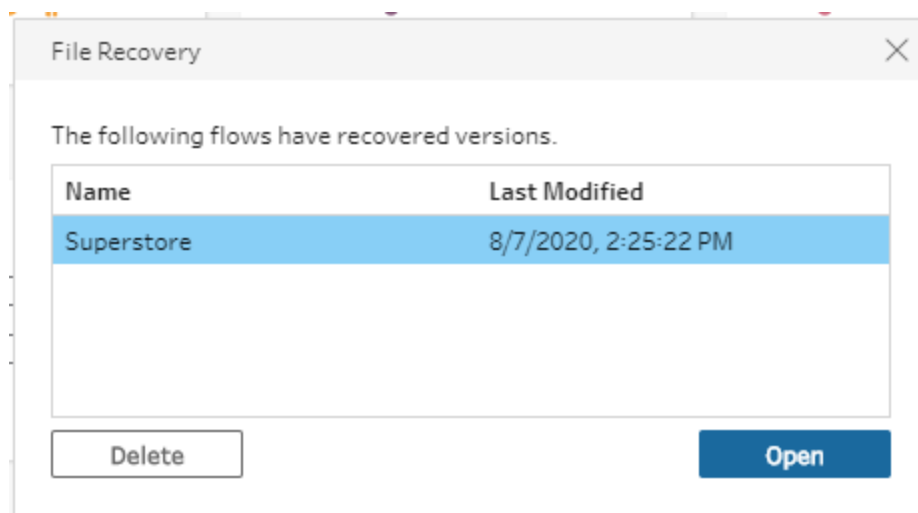 File Recovery
The following flows have recovered versions.
Name Last Modified
Superstore 8/7/2020, 2:25:22 PM
Delete Open